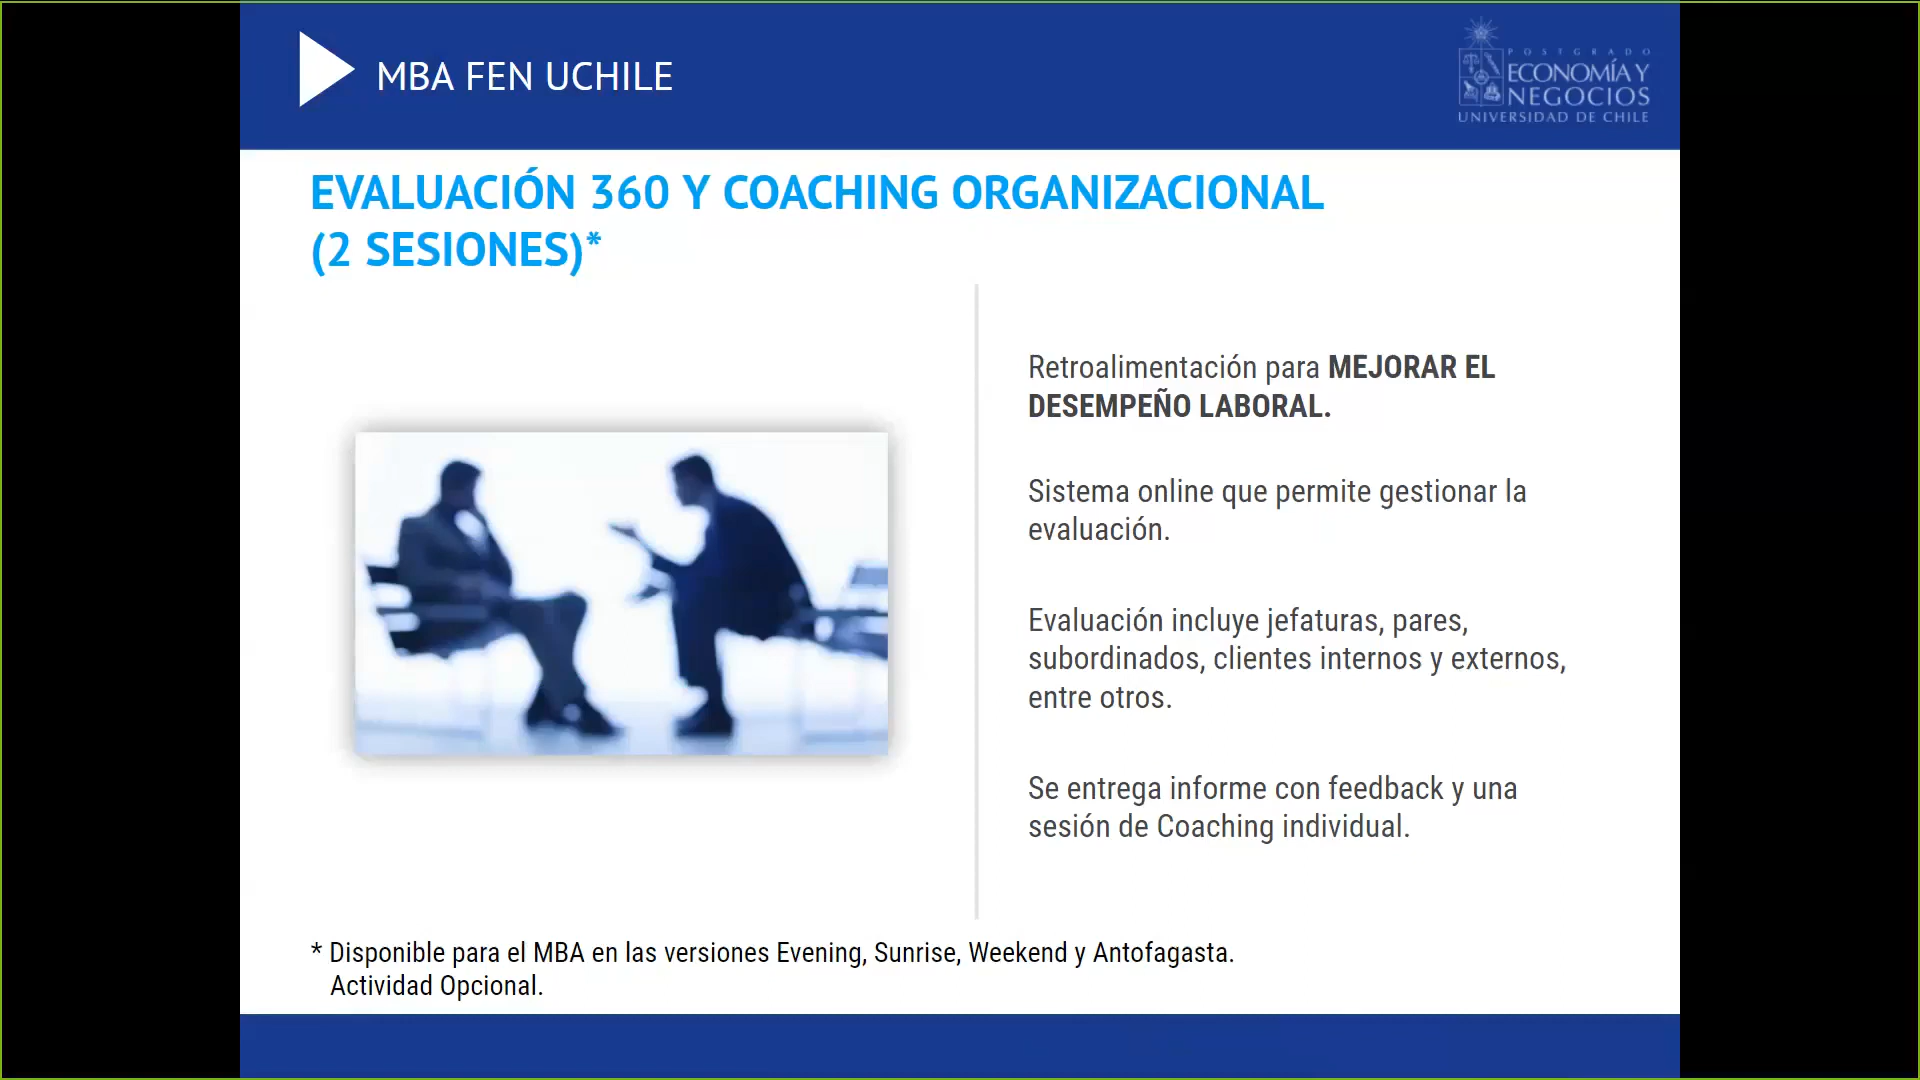 MBA FEN UCHILE
POSTGRADO
ECONOMÍA Y
NEGOCIOS
UNIVERSIDAD DE CHILE
EVALUACIÓN 360 Y COACHING ORGANIZACIONAL
(2 SESIONES)*
Retroalimentación para MEJORAR EL
DESEMPEÑO LABORAL.
Sistema online que permite gestionar la
evaluación.
Evaluación incluye jefaturas, pares,
subordinados, clientes internos y externos,
entre otros.
Se entrega informe con feedback y una
sesión de Coaching individual.
* Disponible para el MBA en las versiones Evening, Sunrise, Weekend y Antofagasta.
Actividad Opcional.